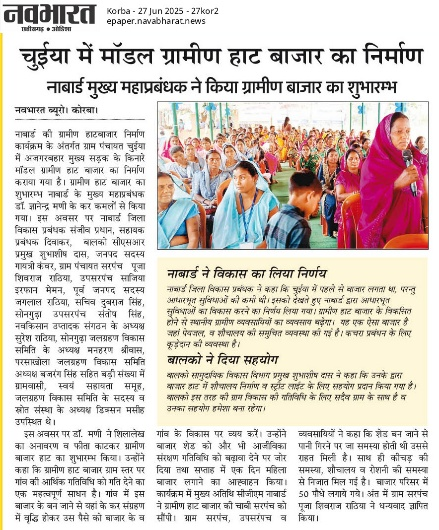 नवभारत
छत्तीसगढ़ • ओडिशा
Korba - 27 Jun 2025 - 27kor2
epaper.navabharat.news
चुईया में मॉडल ग्रामीण हाट बाजार का निर्माण
नाबार्ड मुख्य महाप्रबंधक ने किया ग्रामीण बाजार का शुभारम्भ
नवभारत ब्यूरो। कोरबा।
नाबार्ड की ग्रामीण हाटबाजार निर्माण
कार्यक्रम के अंतर्गत ग्राम पंचायत चुईया
में अजगरबहार मुख्य सड़क के किनारे
मॉडल ग्रामीण हाट बाजार का निर्माण
कराया गया है। ग्रामीण हाट बाजार का
शुभारम्भ नाबार्ड के मुख्य महाप्रबंधक
डॉ. ज्ञानेन्द्र मणी के कर कमलों से किया
गया। इस अवसर पर नाबार्ड जिला
विकास प्रबंधक संजीव प्रधान, सहायक
प्रबंधक दिवाकर, बालको सीएसआर
प्रमुख शुभाशीष दास, जनपद सदस्य
गायत्री कंवर, ग्राम पंचायत सरपंच पूजा
शिवराज राठिया, उपसरपंच साजिया
इरफान मेमन, पूर्व जनपद सदस्य
जगलाल राठिया, सचिव दुबराज सिंह,
सोनगुड़ा उपसरपंच संतोष सिंह,
नवकिसान उत्पादक संगठन के अध्यक्ष
सुरेश राठिया, सोनगुढ़ा जलग्रहण विकास
समिति के अध्यक्ष मनहरण श्रीवास,
परसाखोला जलग्रहण विकास समिति
अध्यक्ष बजरंग सिंह सहित बड़ी संख्या में
ग्रामवासी, स्वयं सहायता समूह,
जलग्रहण विकास समिति के सदस्य व
स्रोत संस्था के अध्यक्ष डिक्सन मसीह
उपस्थित थे।
इस अवसर पर डॉ. मणी ने शिलालेख
का अनावरण व फीता काटकर ग्रामीण
बाजार हाट का शुभारम्भ किया। उन्होंने
कहा कि ग्रामीण हाट बाजार ग्राम स्तर पर
गांव की आर्थिक गतिविधि को गति देने का
एक महत्वपूर्ण साधन है। गांव में इस
बाजार के बन जाने से यहां के कर संग्रहण
में वृद्धि होकर उस पैसे को बाजार के व
नाबार्ड ने विकास का लिया निर्णय
नाबार्ड जिला विकास प्रबंधक ने कहा कि चुईया में पहले से बाजार लगता था, परन्तु
आधारभूत सुविधाओं की कमी थी। इसको देखते हुए नाबार्ड द्वारा आधारभूत
सुविधाओं का विकास करने का निर्णय लिया गया। ग्रामीण हाट बाजार के विकसित
होने से स्थानीय ग्रामीण व्यवसायियों का व्यवसाय बढ़ेगा। यह एक ऐसा बाजार है
जहां पेयजल, व शौचालय की समुचित व्यवस्था की गई है। कचरा प्रबंधन के लिए
कूड़ेदान की व्यवस्था है।
बालको ने दिया सहयोग
बालको सामुदायिक विकास विभाग प्रमुख शुभाशीष दास ने कहा कि उनके द्वारा
बाजार हाट में शौचालय निर्माण व स्ट्रीट लाईट के लिए सहयोग प्रदान किया गया है।
बालको इस तरह की ग्राम विकास की गतिविधि के लिए सदैव ग्राम के साथ है व
उनका सहयोग हमेशा बना रहेगा।
गांव के विकास पर व्यय करें। उन्होंने
बाजार शेड को और भी आजीविका
संरक्षण गतिविधि को बढ़ावा देने पर जोर
दिया तथा सप्ताह में एक दिन महिला
बाजार लगाने का आहवान किया।
कार्यक्रम में मुख्य अतिथि सीजीएम नाबार्ड
ने ग्रामीण हाट बाजार की चाबी सरपंच को
सौंपी। ग्राम सरपंच, उपसरपंच व
व्यवसायियों ने कहा कि शेड बन जाने से
पानी गिरने पर जा समस्या होती थी उससे
राहत मिली है। साथ ही कीचड़ की
समस्या, शौचालय व रोशनी की समस्या
से निजात मिल गई है। बाजार परिसर में
50 पौधे लगाये गये। अंत में ग्राम सरपंच
पूजा शिवराज राठिया ने धन्यवाद ज्ञापित
किया।